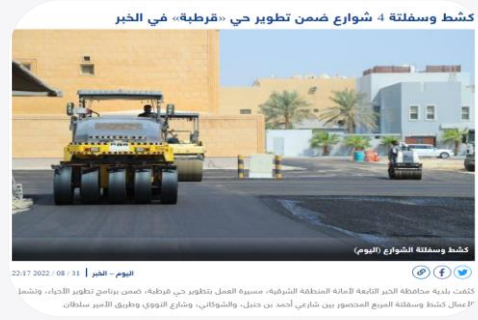 كشط وسفلتة 4 شوارع ضمن تطوير حي «قرطبة» في الخبر
كشط وسفلتة الشوارع (اليوم)
اليوم - الخبر | 31 / 08 / 2022 22:17
كثفت بلدية محافظة الخبر التابعة لأمانة المنطقة الشرقية، مسيرة العمل بتطوير حي قرطبة، ضمن برنامج تطوير الأحياء، وتشمل
الأعمال كشط وسفلتة المربع المحصور بين شارعي أحمد بن حنبل، والشوكاني، وشارع النووي وطريق الأمير سلطان.